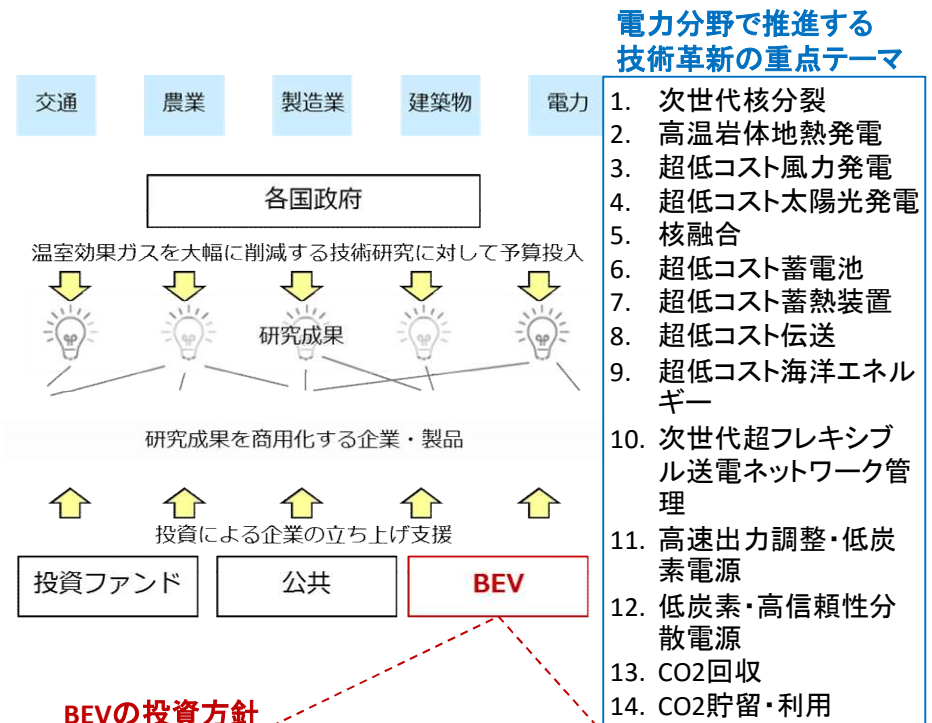 電力分野で推進する
技術革新の重点テーマ
交通
農業
製造業
建築物
電力
各国政府
温室効果ガスを大幅に削減する技術研究に対して予算投入
研究成果
研究成果を商用化する企業・製品
投資による企業の立ち上げ支援
投資ファンド
公共
BEV
BEVの投資方針
1. 次世代核分裂
2. 高温岩体地熱発電
3. 超低コスト風力発電
4. 超低コスト太陽光発電
5. 核融合
6. 超低コスト蓄電池
7. 超低コスト蓄熱装置
8. 超低コスト伝送
9. 超低コスト海洋エネル
ギー
10. 次世代超フレキシブ
ル送電ネットワーク管
理
11. 高速出力調整・低炭
素電源
12. 低炭素・高信頼性分
散電源
13. CO2回収
14. CO2貯留・利用